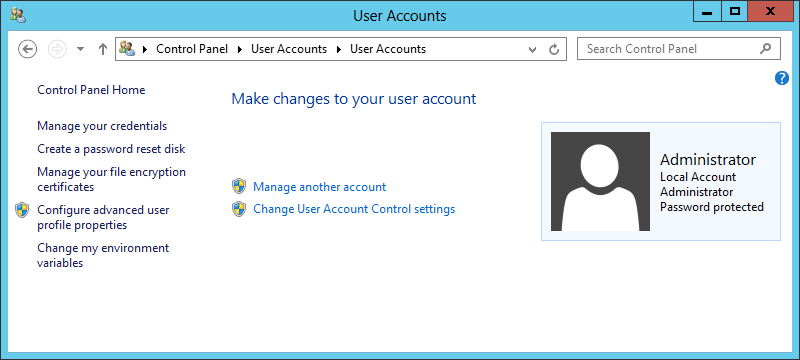 User Accounts
Control Panel User Accounts User Accounts
Search Control Panel
Control Panel Home
Manage your credentials
Create a password reset disk
Manage your file encryption
certificates
Configure advanced user
profile properties
Change my environment
variables
Make changes to your user account
Manage another account
Change User Account Control settings
Administrator
Local Account
Administrator
Password protected